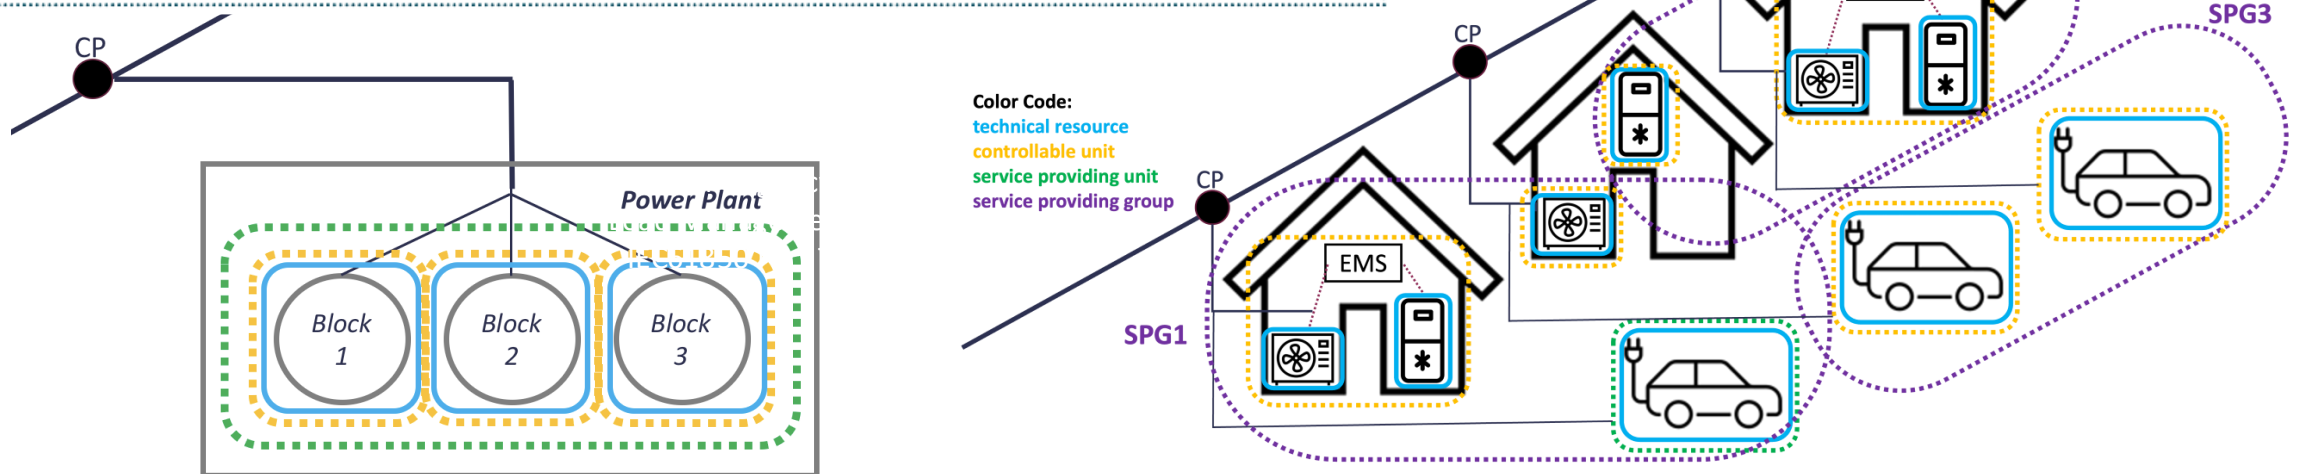 CP
Power Plant
Block
1
Block
2
Block
3
Color Code:
technical resource
controllable unit
service providing unit
service providing group
CP
CP
SPG3
EMS
SPG1